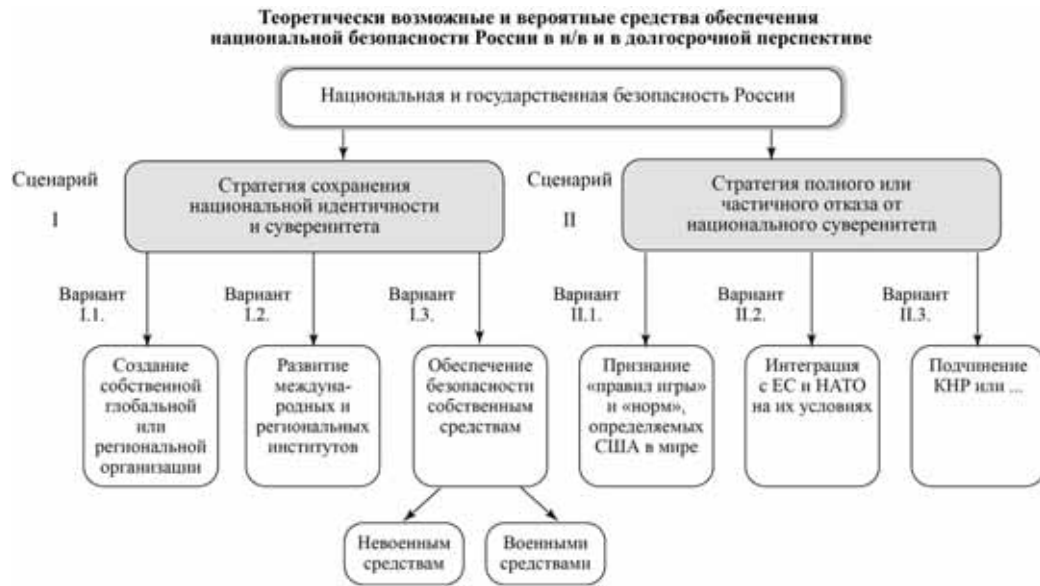 Теоретически возможные и вероятные средства обеспечения
национальной безопасности России в н/в и в долгосрочной перспективе
Национальная и государственная безопасность России
Сценарий
I
Стратегия сохранения
национальной идентичности
и суверенитета
Сценарий
II
Стратегия полного или
частичного отказа от
национального суверенитета
Вариант
I.1.
Вариант
I.2.
Вариант
I.3.
Вариант
II.1.
Вариант
II.2.
Вариант
II.3.
Создание
собственной
глобальной
или
региональной
организации
Развитие
междуна-
родных и
региональных
институтов
Обеспечение
безопасности
собственным
средствам
Признание
«правил игры»
и «норм»,
определяемых
США в мире
Интеграция
с ЕС и НАТО
на их условиях
Подчинение
КНР или ...
Невоенным
средствам
Военными
средствами